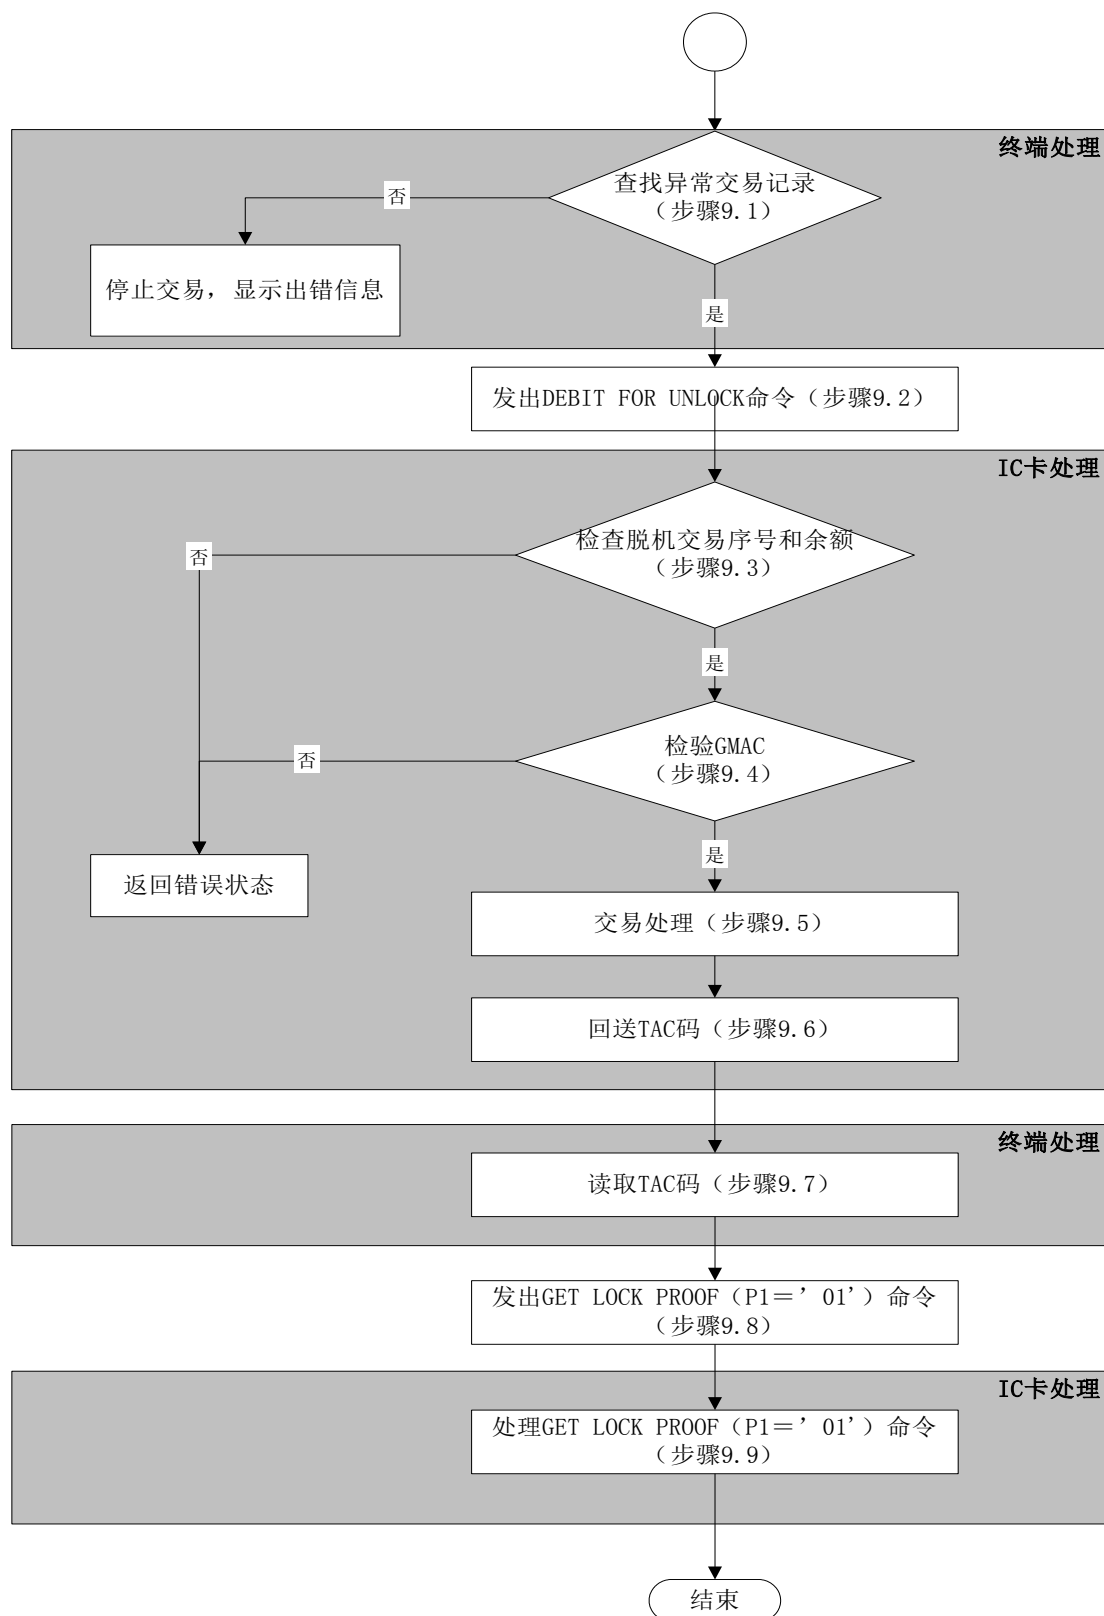 终端处理
查找异常交易记录
（步骤9.1）
否
停止交易，显示出错信息
是
发出DEBIT FOR UNLOCK命令（步骤9.2）
IC卡处理
检查脱机交易序号和余额
（步骤9.3）
否
是
检验GMAC
（步骤9.4）
否
是
返回错误状态
交易处理（步骤9.5）
回送TAC码（步骤9.6）
终端处理
读取TAC码（步骤9.7）
发出GET LOCK PROOF（P1＝’01'）命令
（步骤9.8）
IC卡处理
处理GET LOCK PROOF（P1＝’01'）命令
（步骤9.9）
结束